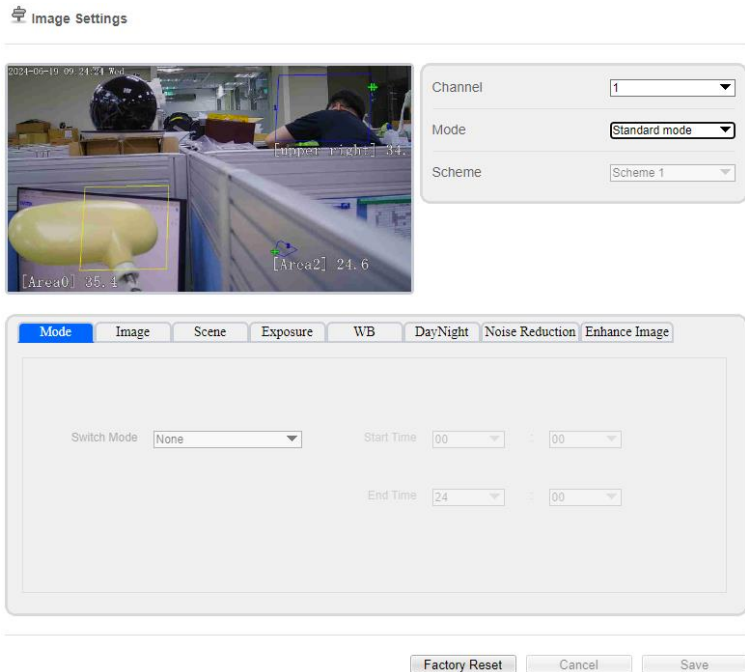 Image Settings
2024-06-19 09:24:24 Wed
[upper right] 34.
[Area2] 24.6
[Area0] 35.4
Channel 1
Mode Standard mode
Scheme Scheme 1
Mode Image Scene Exposure WB DayNight Noise Reduction Enhance Image
Switch Mode None Start Time 00 : 00
End Time 24 : 00
Factory Reset Cancel Save